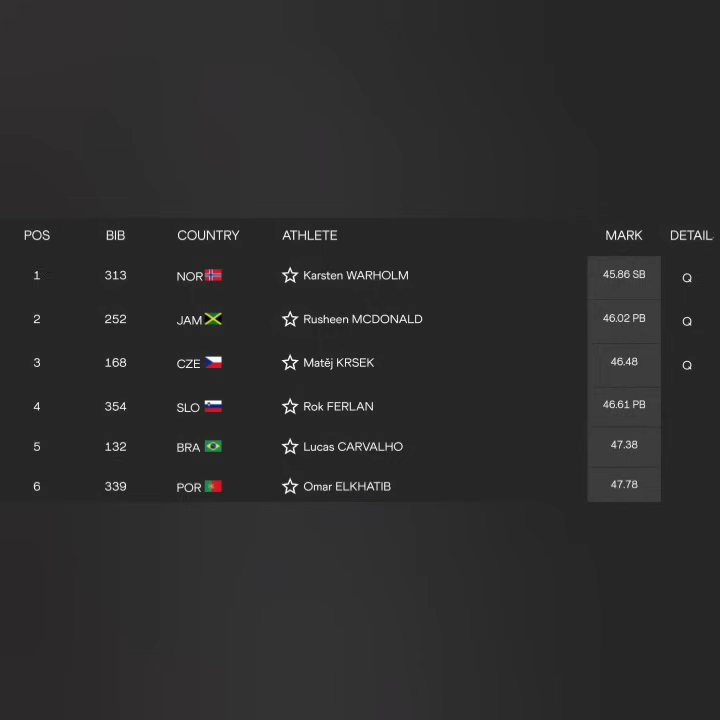 POS BIB COUNTRY ATHLETE MARK DETAIL
1 313 NOR Karsten WARHOLM 45.86 SB Q
2 252 JAM Rusheen MCDONALD 46.02 PB Q
3 168 CZE Matěj KRSEK 46.48 Q
4 354 SLO Rok FERLAN 46.61 PB
5 132 BRA Lucas CARVALHO 47.38
6 339 POR Omar ELKHATIB 47.78